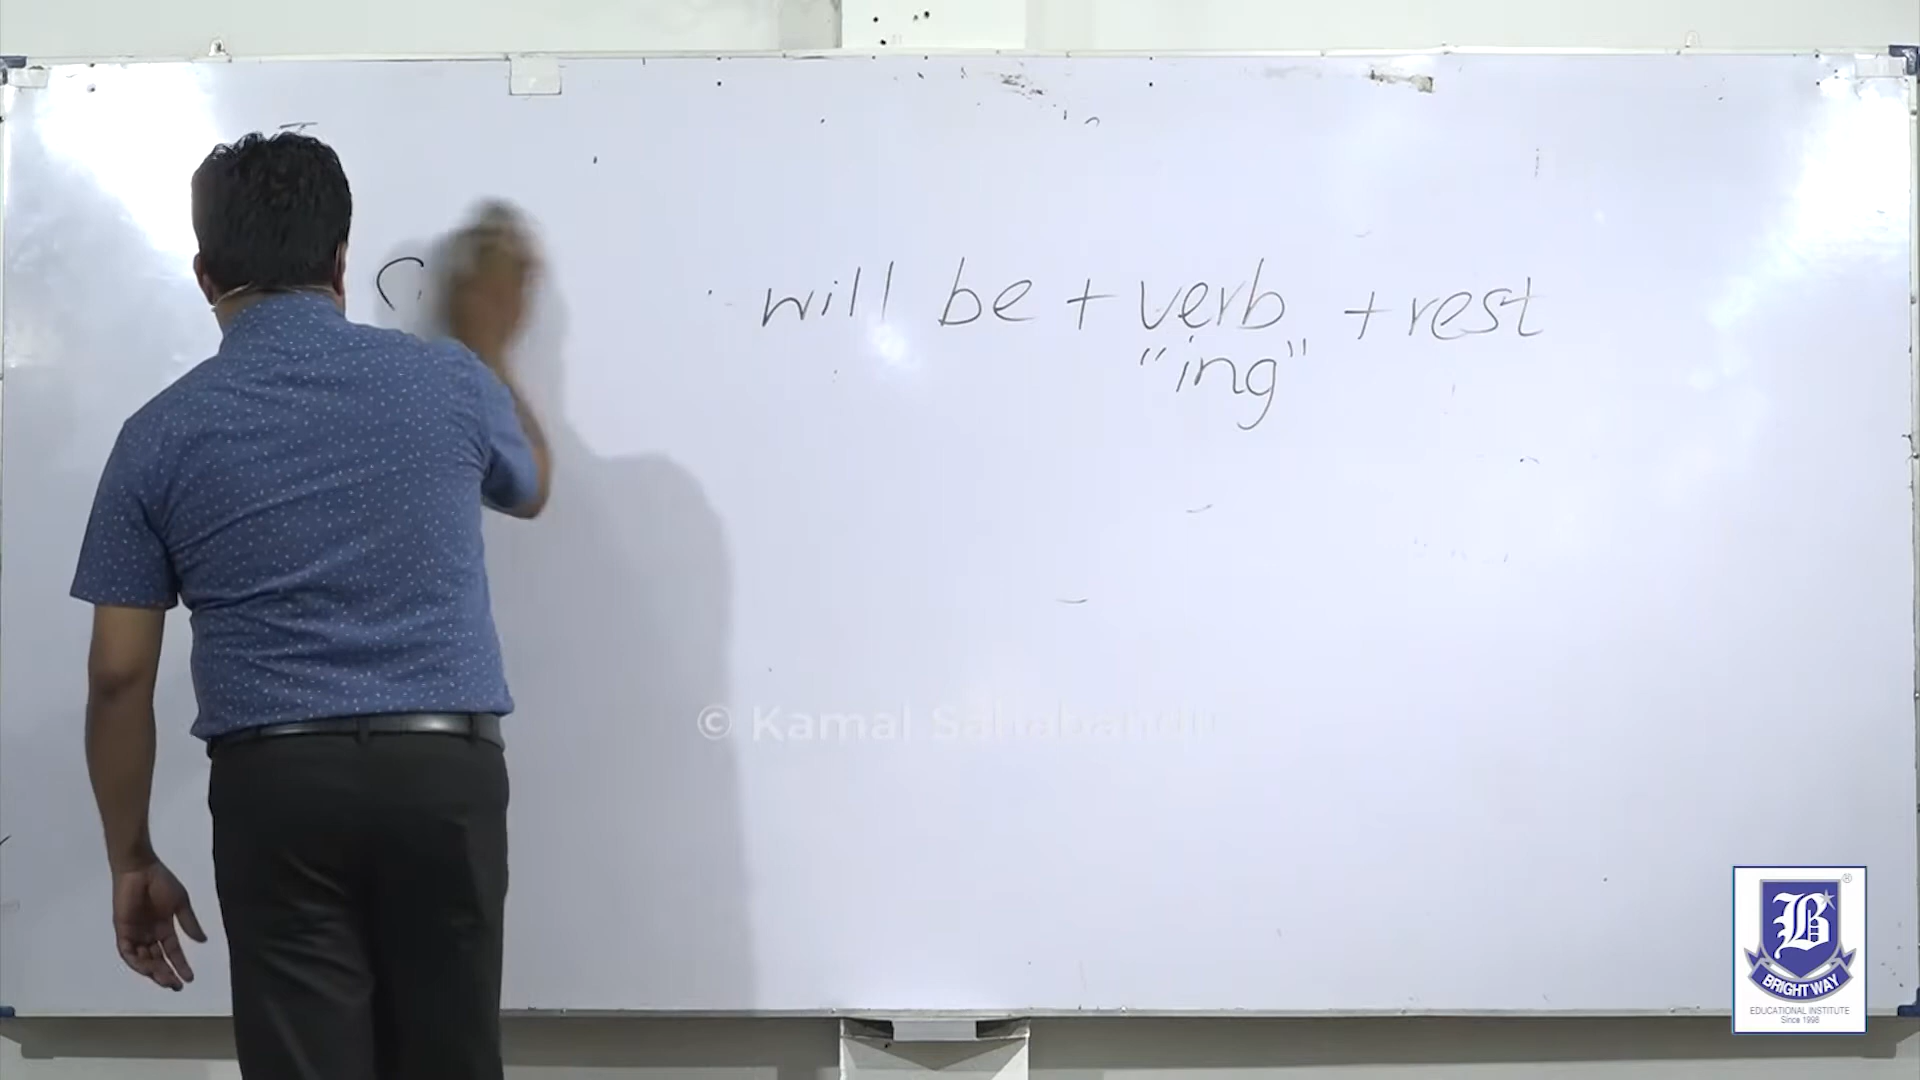 will be + verb + rest
"ing"
© Kamal
B
BRIGHT WAY
EDUCATIONAL INSTITUTE
Since 1998